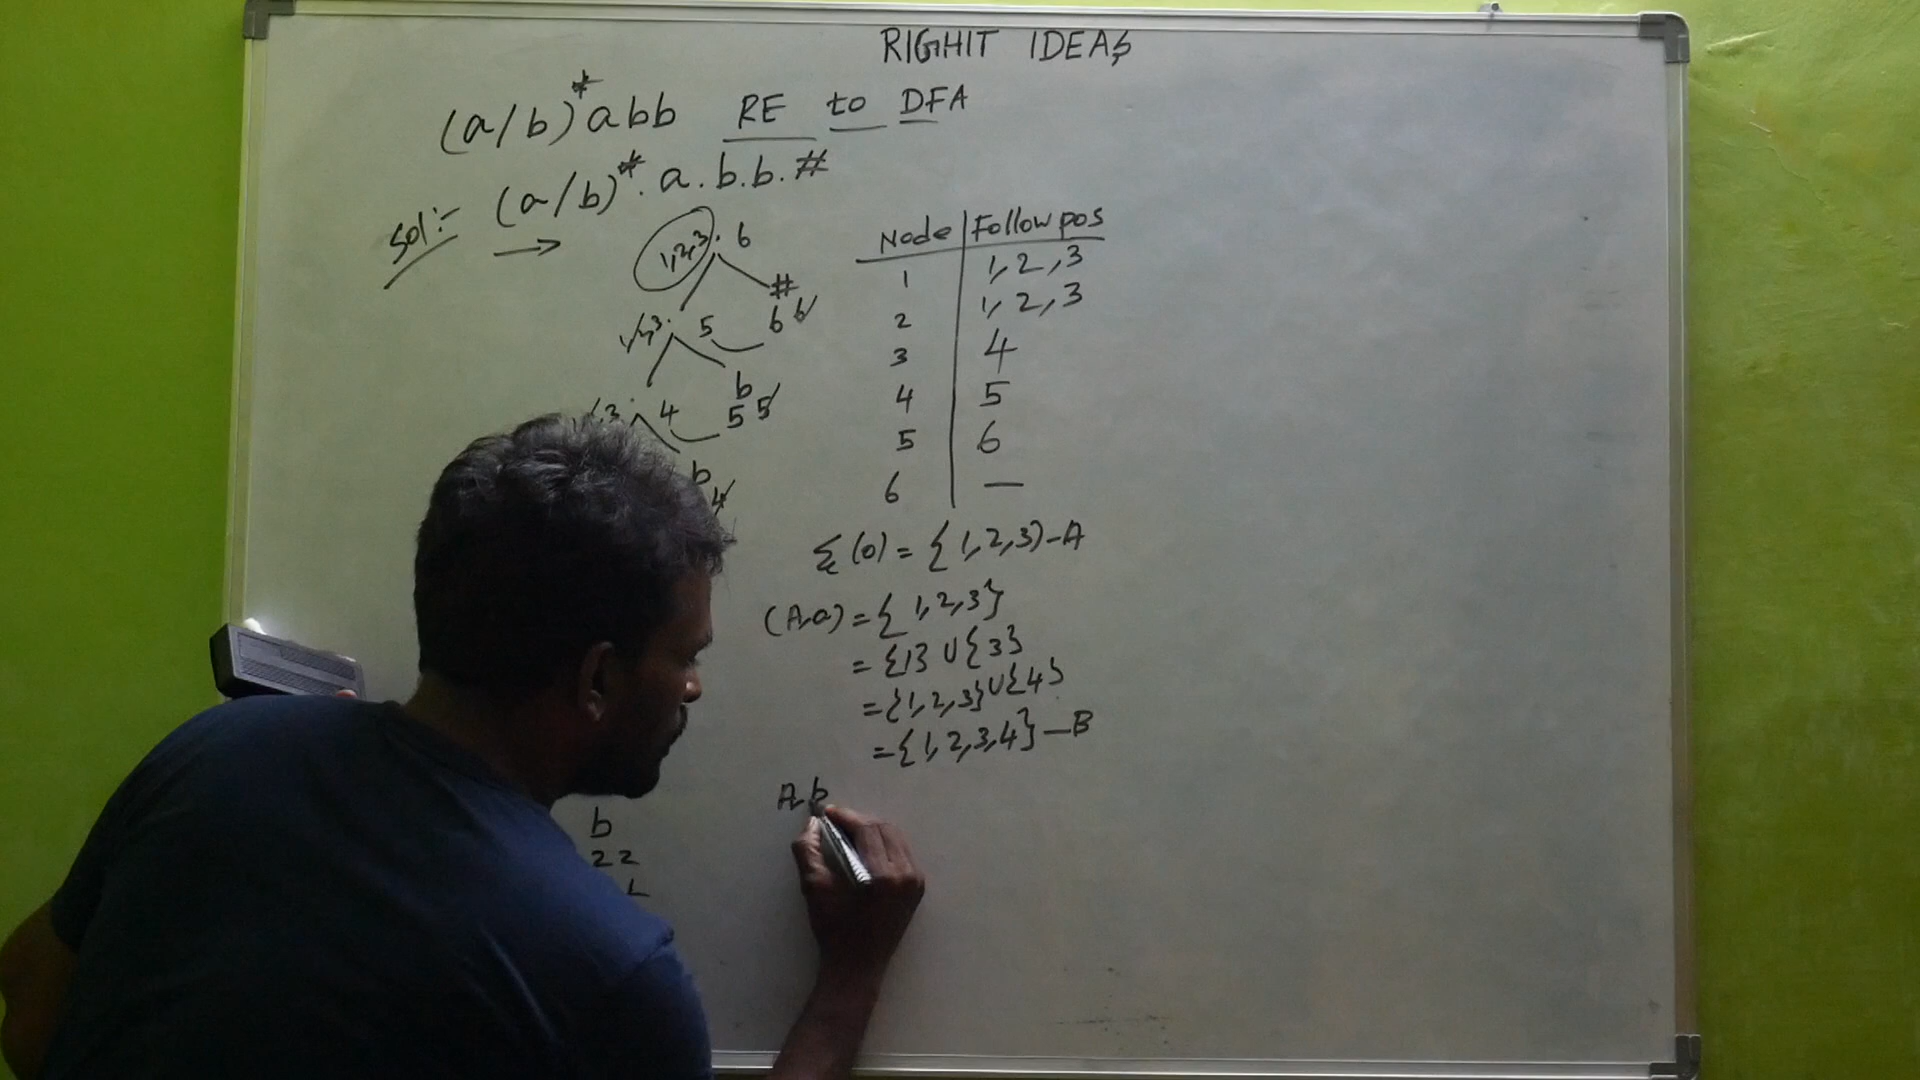 RIGHIT IDEAS
(a/b)*abb RE to DFA
Sol:- (a/b)*.a.b.b.#
→
1,2,3 . 6
#
6 6
1,2,3 . 5
b
5 5
3 . 4
b
4
b
2 2
Node | Follow pos
1 | 1, 2, 3
2 | 1, 2, 3
3 | 4
4 | 5
5 | 6
6 | —
Σ(0) = {1,2,3) - A
(A,a) = { 1,2,3}
= {1} ∪ {3}
= {1,2,3} ∪ {4}
= {1,2,3,4} — B
A,b